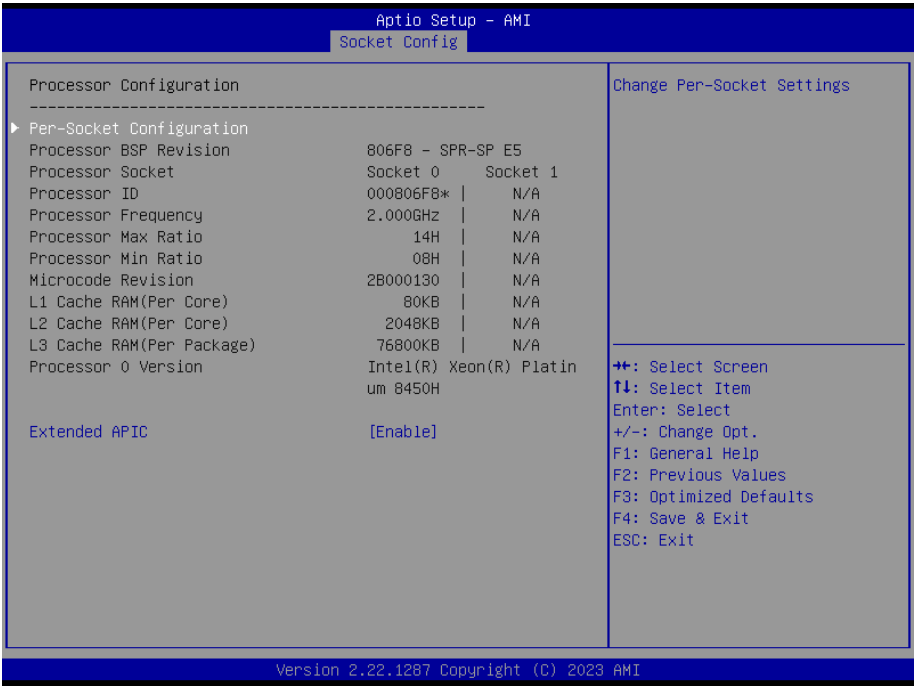 Aptio Setup - AMI
Socket Config
Processor Configuration
Change Per-Socket Settings
--------------------------------------------------
Per-Socket Configuration
Processor BSP Revision 806F8 - SPR-SP E5
Processor Socket Socket 0 Socket 1
Processor ID 000806F8* | N/A
Processor Frequency 2.000GHz | N/A
Processor Max Ratio 14H | N/A
Processor Min Ratio 08H | N/A
Microcode Revision 2B000130 | N/A
L1 Cache RAM(Per Core) 80KB | N/A
L2 Cache RAM(Per Core) 2048KB | N/A
L3 Cache RAM(Per Package) 76800KB | N/A
Processor 0 Version Intel(R) Xeon(R) Platin
um 8450H
Extended APIC [Enable]
→←: Select Screen
↑↓: Select Item
Enter: Select
+/-: Change Opt.
F1: General Help
F2: Previous Values
F3: Optimized Defaults
F4: Save & Exit
ESC: Exit
Version 2.22.1287 Copyright (C) 2023 AMI